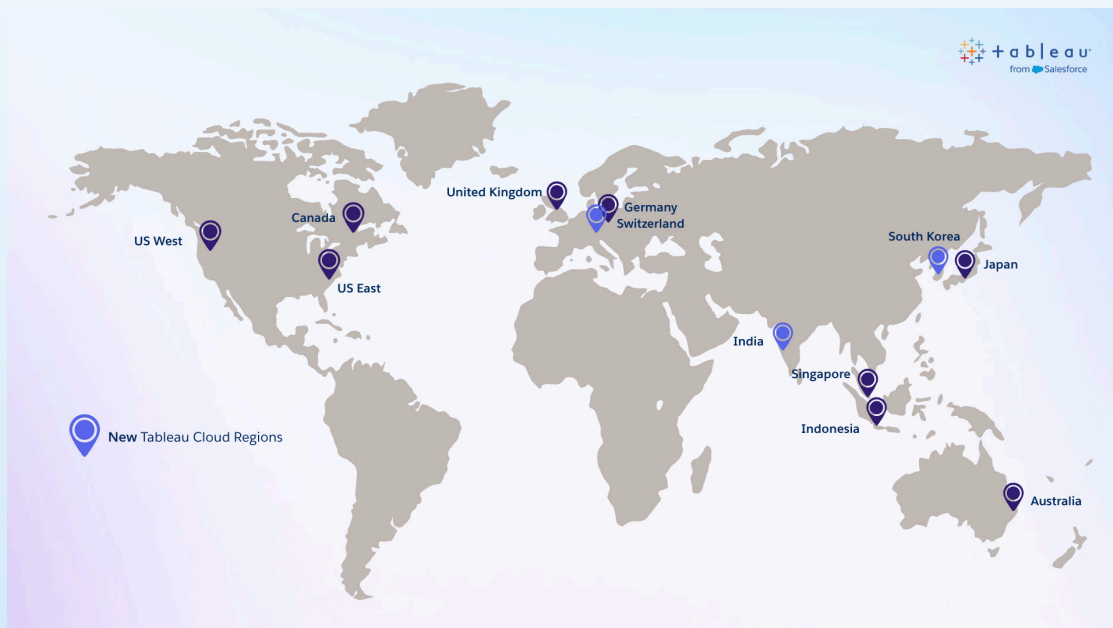 +ableau
from Salesforce
United Kingdom
Germany
Switzerland
Canada
US West
US East
South Korea
Japan
India
Singapore
Indonesia
New Tableau Cloud Regions
Australia